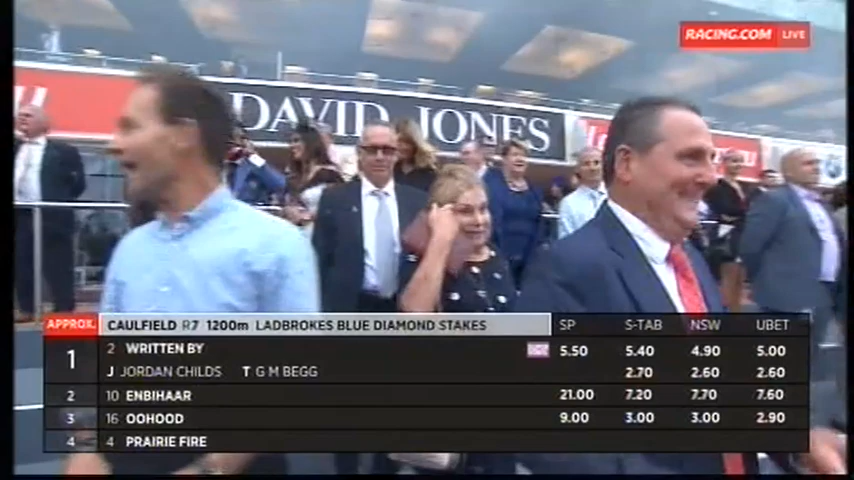 RACING.COM LIVE
DAVID JONES
APPROX. CAULFIELD R7 1200m LADBROKES BLUE DIAMOND STAKES SP S-TAB NSW UBET
1 2 WRITTEN BY 5.50 5.40 4.90 5.00
J JORDAN CHILDS T G M BEGG 2.70 2.60 2.60
2 10 ENBIHAAR 21.00 7.20 7.70 7.60
3 16 OOHOOD 9.00 3.00 3.00 2.90
4 4 PRAIRIE FIRE